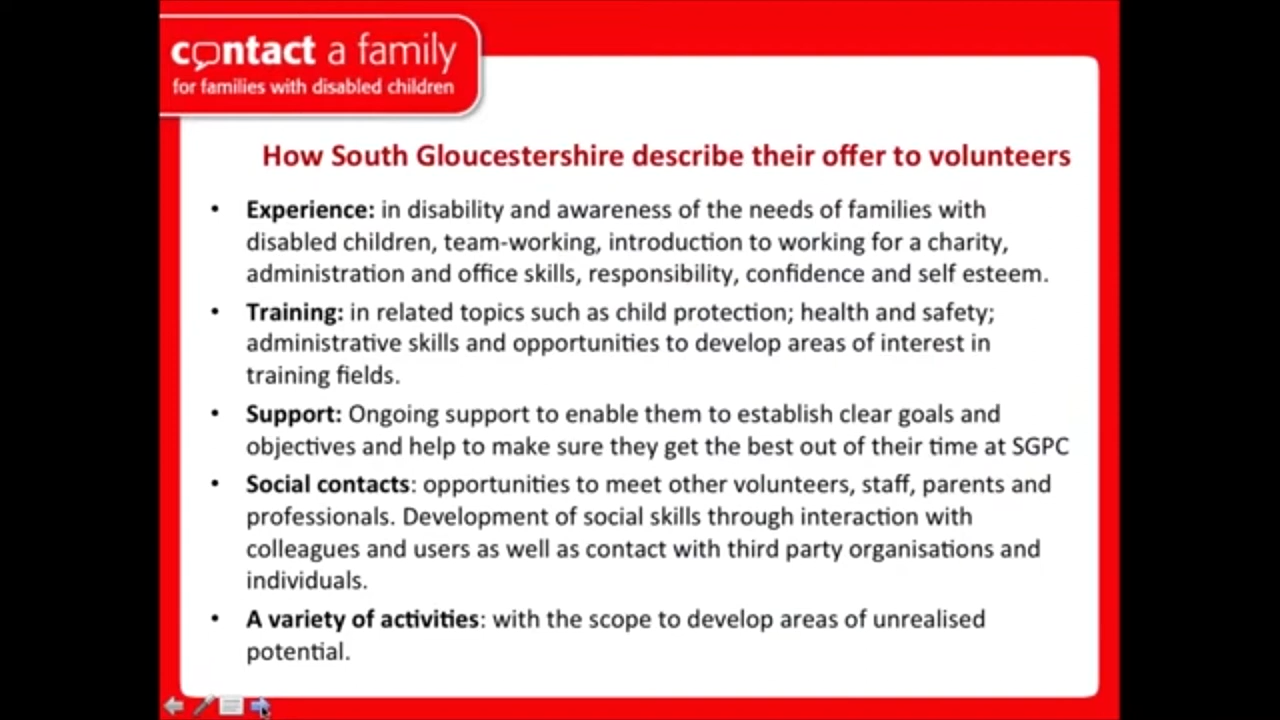 contact a family
for families with disabled children
How South Gloucestershire describe their offer to volunteers
• Experience: in disability and awareness of the needs of families with
disabled children, team-working, introduction to working for a charity,
administration and office skills, responsibility, confidence and self esteem.
• Training: in related topics such as child protection; health and safety;
administrative skills and opportunities to develop areas of interest in
training fields.
• Support: Ongoing support to enable them to establish clear goals and
objectives and help to make sure they get the best out of their time at SGPC
• Social contacts: opportunities to meet other volunteers, staff, parents and
professionals. Development of social skills through interaction with
colleagues and users as well as contact with third party organisations and
individuals.
• A variety of activities: with the scope to develop areas of unrealised
potential.